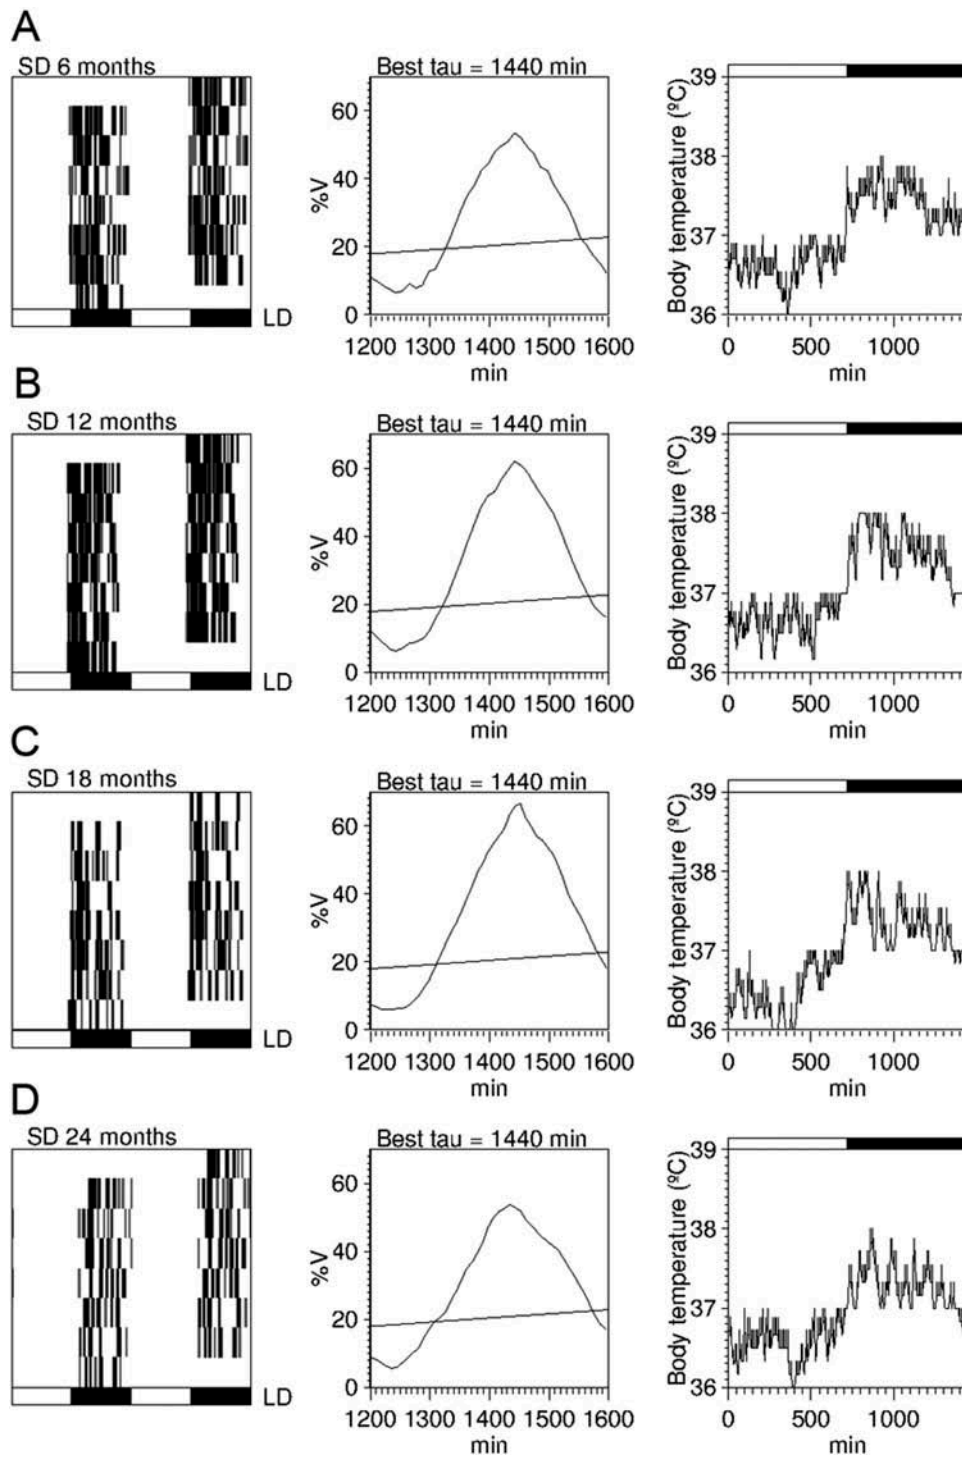 A
SD 6 months
LD
Best tau = 1440 min
%V
60
40
20
0
1200 1300 1400 1500 1600
min
Body temperature (ºC)
39
38
37
36
0 500 1000
min
B
SD 12 months
LD
Best tau = 1440 min
%V
60
40
20
0
1200 1300 1400 1500 1600
min
Body temperature (ºC)
39
38
37
36
0 500 1000
min
C
SD 18 months
LD
Best tau = 1440 min
%V
60
40
20
0
1200 1300 1400 1500 1600
min
Body temperature (ºC)
39
38
37
36
0 500 1000
min
D
SD 24 months
LD
Best tau = 1440 min
%V
60
40
20
0
1200 1300 1400 1500 1600
min
Body temperature (ºC)
39
38
37
36
0 500 1000
min